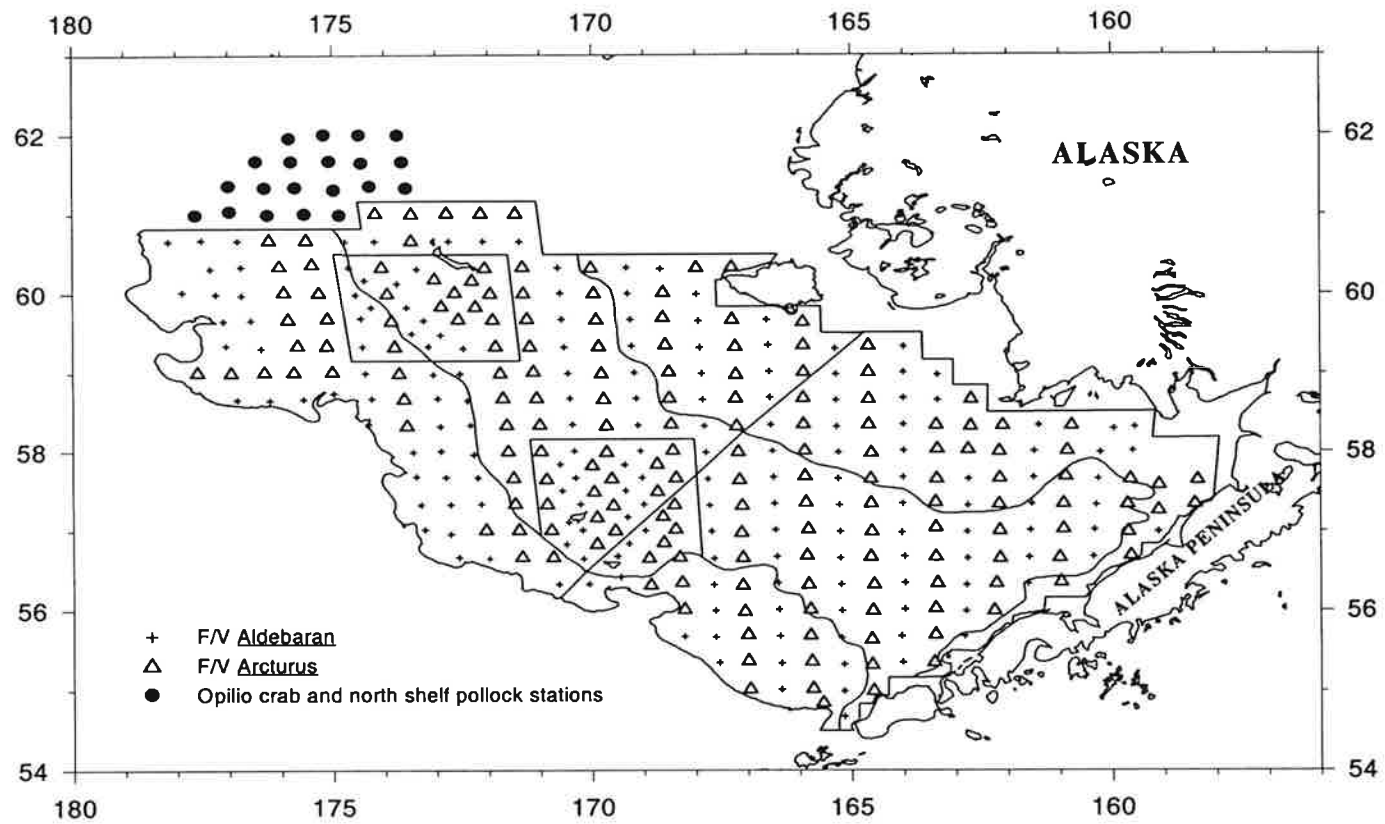 180 175 170 165 160
62 62
ALASKA
60 60
58 58
ALASKA PENINSULA
56 56
+ F/V Aldebaran
△ F/V Arcturus
● Opilio crab and north shelf pollock stations
54 54
180 175 170 165 160